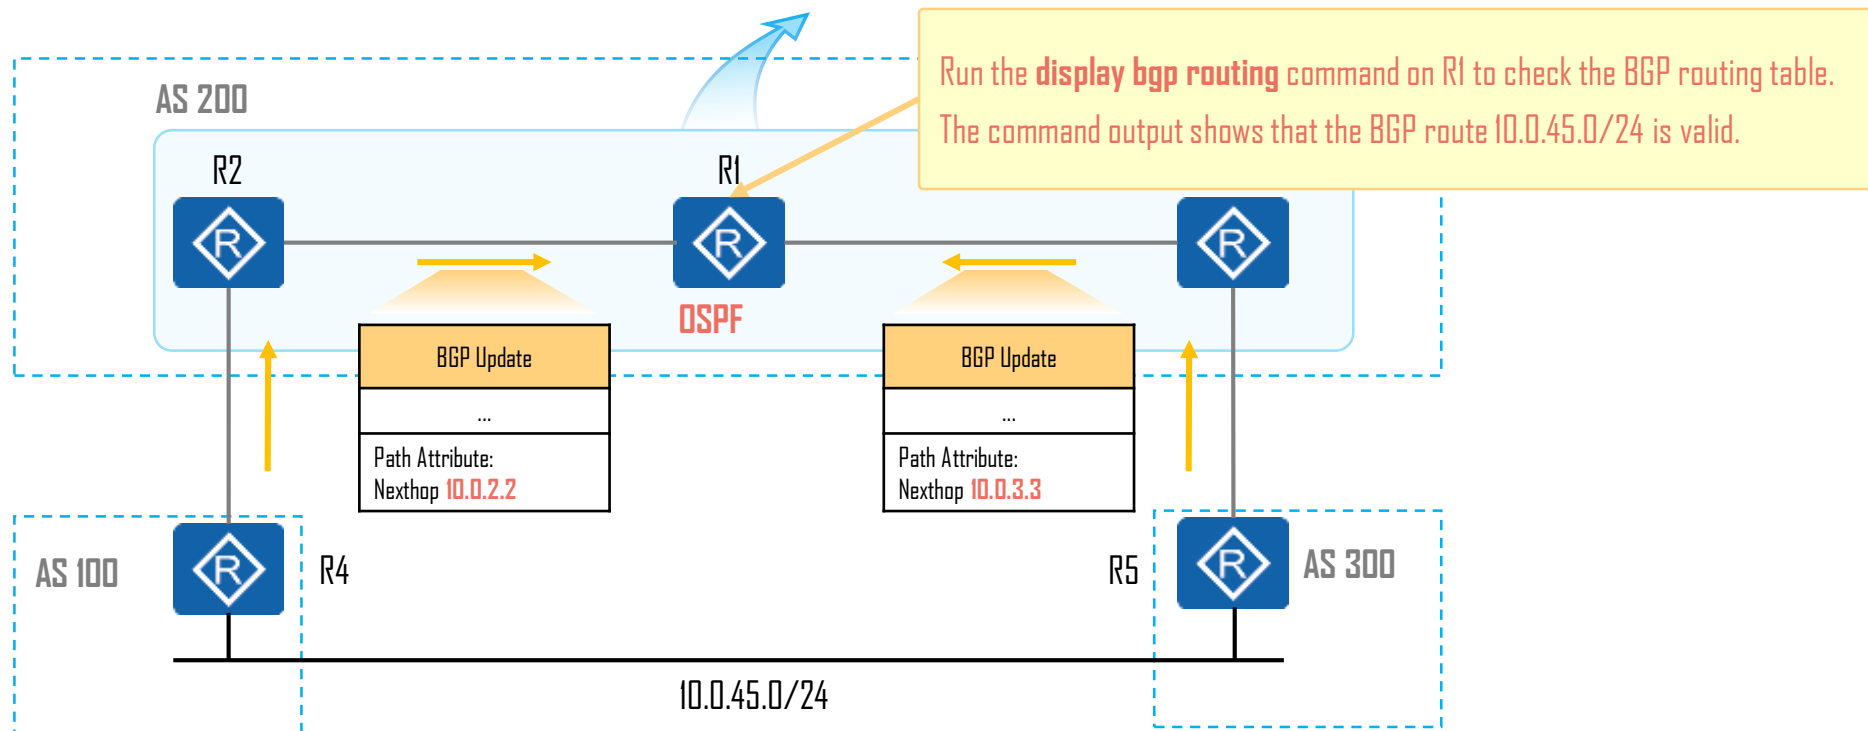 Run the display bgp routing command on R1 to check the BGP routing table.
The command output shows that the BGP route 10.0.45.0/24 is valid.
AS 200
R2
R1
R
R
R
OSPF
BGP Update
...
Path Attribute:
Nexthop 10.0.2.2
BGP Update
...
Path Attribute:
Nexthop 10.0.3.3
AS 100
R
R4
R5
R
AS 300
10.0.45.0/24